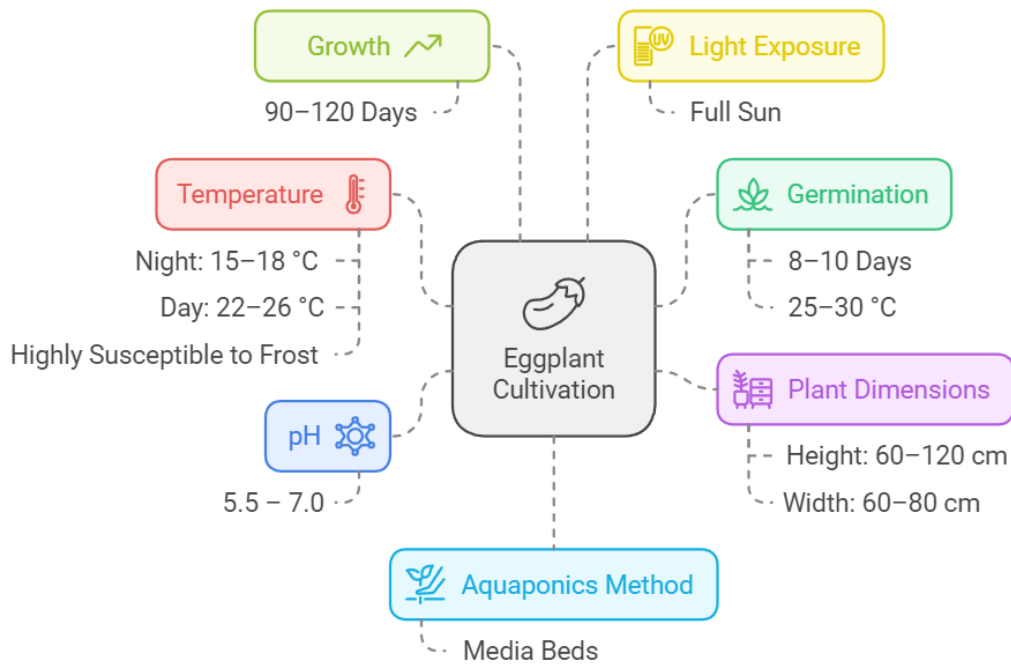 Growth
90–120 Days
UV
Light Exposure
Full Sun
Temperature
Night: 15–18 °C
Day: 22–26 °C
Highly Susceptible to Frost
Germination
8–10 Days
25–30 °C
Eggplant
Cultivation
pH
5.5 – 7.0
Plant Dimensions
Height: 60–120 cm
Width: 60–80 cm
Aquaponics Method
Media Beds